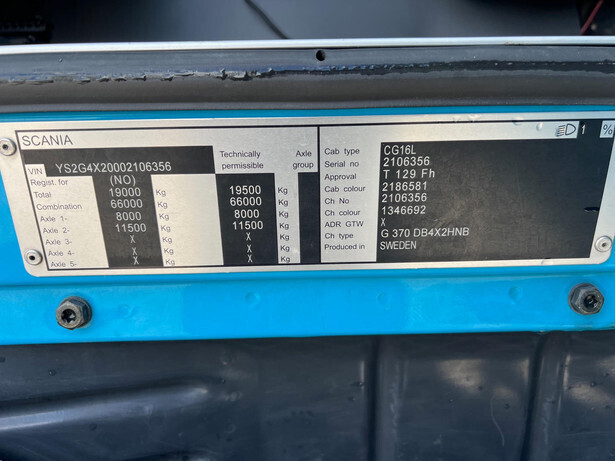 SCANIA
VIN YS2G4X20002106356
Technically permissible
Axle group
Regist. for (NO)
Total 19000 Kg 19500 Kg
Combination 66000 Kg 66000 Kg
Axle 1- 8000 Kg 8000 Kg
Axle 2- 11500 Kg 11500 Kg
Axle 3- X Kg X Kg
Axle 4- X Kg X Kg
Axle 5- X Kg X Kg
Cab type CG16L
Serial no 2106356
Approval T 129 Fh
Cab colour 2186581
Ch No 2106356
Ch colour 1346692
ADR GTW X
Ch type G 370 DB4X2HNB
Produced in SWEDEN
1 %